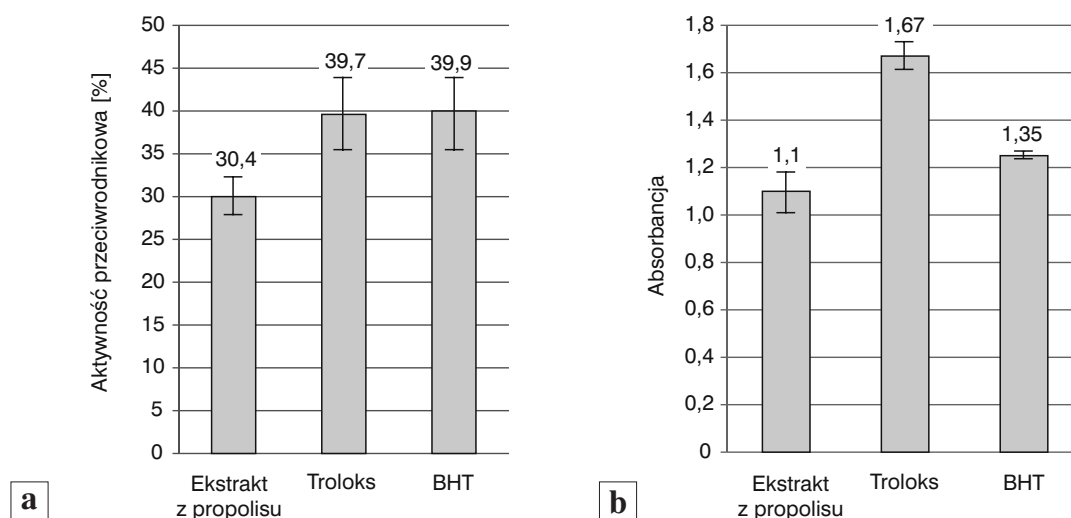 Aktywność przeciwrodnikowa [%]
50
45
40
35
30
25
20
15
10
5
0
30,4
39,7
39,9
Ekstrakt
z propolisu
Troloks
BHT
a
Absorbancja
1,8
1,6
1,4
1,2
1,0
0,8
0,6
0,4
0,2
0
1,1
1,67
1,35
Ekstrakt
z propolisu
Troloks
BHT
b